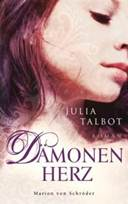 JULIA
TALBOT
ROMAN
DÄMONEN
HERZ
Marion von Schröder